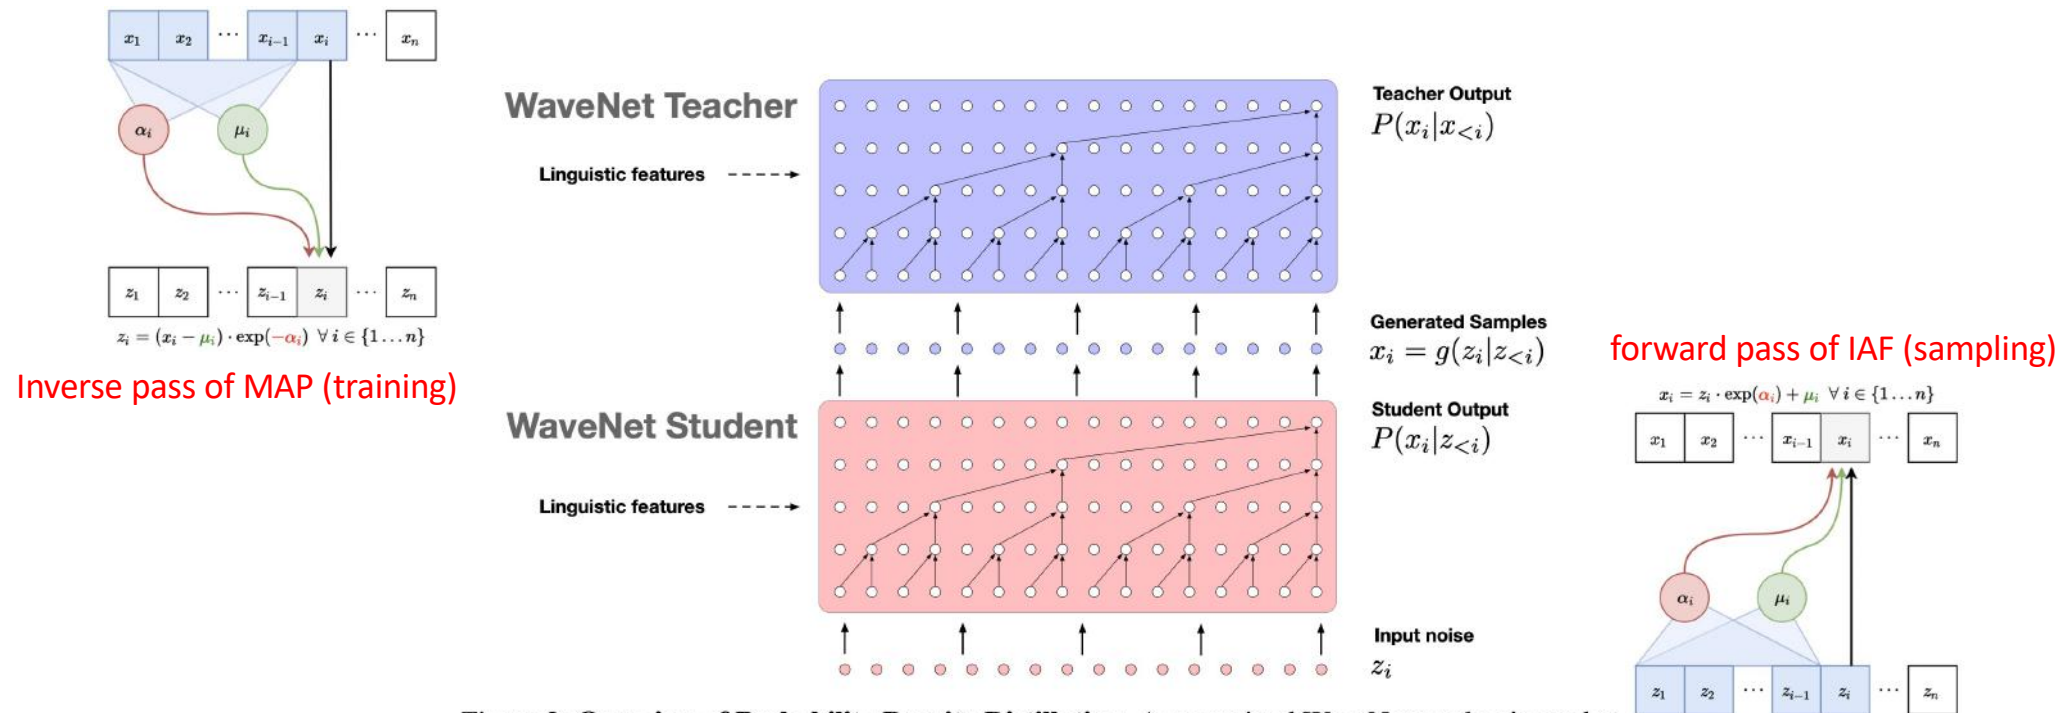 x₁ x₂ ⋯ xᵢ₋₁ xᵢ ⋯ xₙ
αᵢ μᵢ
z₁ z₂ ⋯ zᵢ₋₁ zᵢ ⋯ zₙ
zᵢ = (xᵢ − μᵢ) · exp(−αᵢ) ∀ i ∈ {1…n}
Inverse pass of MAP (training)
WaveNet Teacher
Linguistic features
Teacher Output
P(xᵢ|x<ᵢ)
Generated Samples
xᵢ = g(zᵢ|z<ᵢ)
WaveNet Student
Linguistic features
Student Output
P(xᵢ|z<ᵢ)
Input noise
zᵢ
forward pass of IAF (sampling)
xᵢ = zᵢ · exp(αᵢ) + μᵢ ∀ i ∈ {1…n}
x₁ x₂ ⋯ xᵢ₋₁ xᵢ ⋯ xₙ
αᵢ μᵢ
z₁ z₂ ⋯ zᵢ₋₁ zᵢ ⋯ zₙ